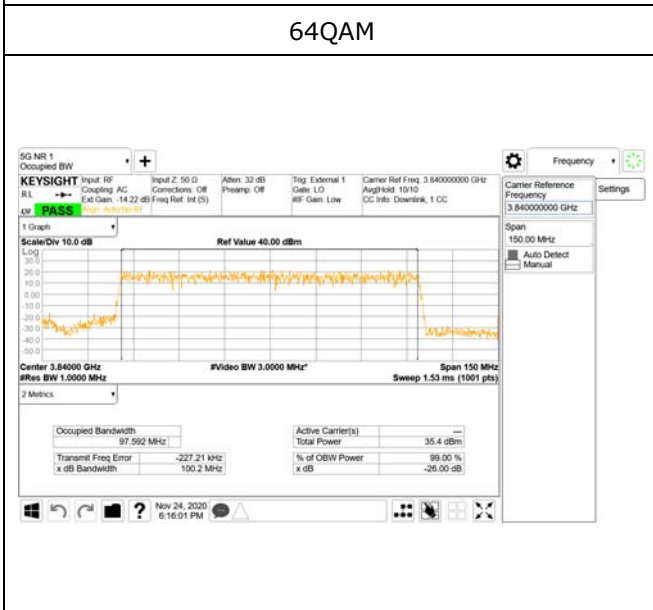 64QAM
5G NR 1
Occupied BW
Frequency
KEYSIGHT
RL
LW
PASS
Input: RF
Coupling: AC
Ext Gain: -14.22 dB
Align: Auto/No RF
Input Z: 50 Ω
Corrections: Off
Freq Ref: Int (S)
Atten: 32 dB
Preamp: Off
Trig: External 1
Gate: LO
#IF Gain: Low
Carrier Ref Freq: 3.840000000 GHz
Avg|Hold: 10/10
CC Info: Downlink, 1 CC
Carrier Reference
Frequency
3.840000000 GHz
Settings
Span
150.00 MHz
Auto Detect
Manual
1 Graph
Scale/Div 10.0 dB
Ref Value 40.00 dBm
Log
30.0
20.0
10.0
0.00
-10.0
-20.0
-30.0
-40.0
-50.0
Center 3.84000 GHz
#Video BW 3.0000 MHz*
Span 150 MHz
#Res BW 1.0000 MHz
Sweep 1.53 ms (1001 pts)
2 Metrics
Occupied Bandwidth
97.592 MHz
Transmit Freq Error -227.21 kHz
x dB Bandwidth 100.2 MHz
Active Carrier(s) ---
Total Power 35.4 dBm
% of OBW Power 99.00 %
x dB -26.00 dB
?
Nov 24, 2020
6:16:01 PM